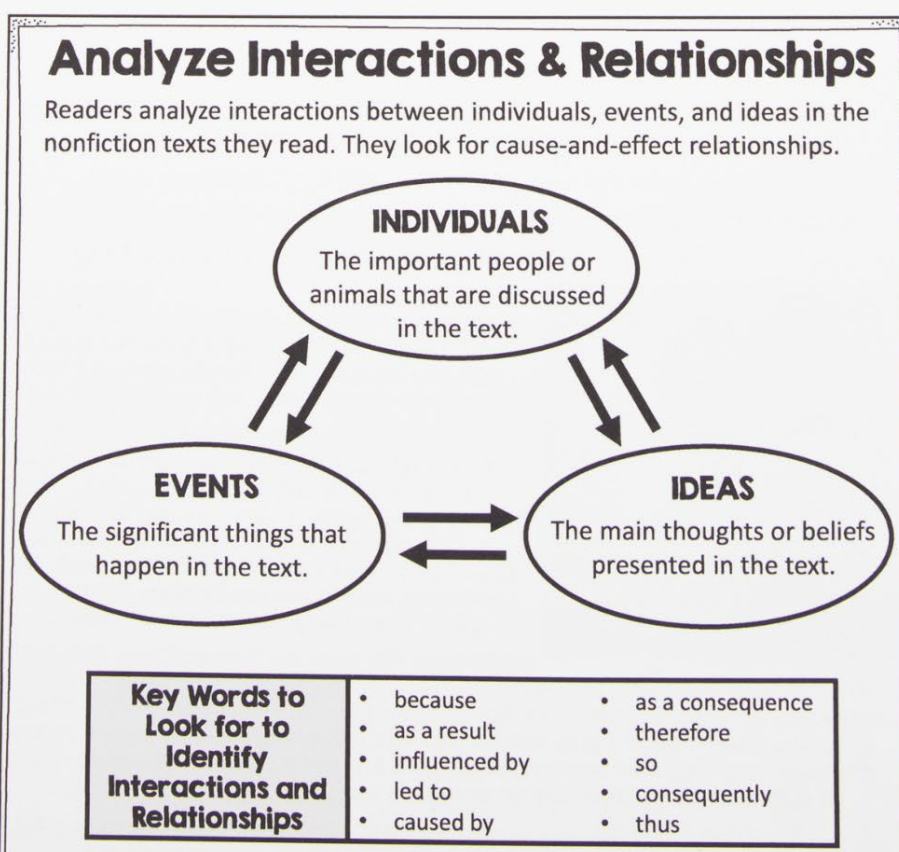 Analyze Interactions & Relationships
Readers analyze interactions between individuals, events, and ideas in the
nonfiction texts they read. They look for cause-and-effect relationships.
INDIVIDUALS
The important people or
animals that are discussed
in the text.
EVENTS
The significant things that
happen in the text.
IDEAS
The main thoughts or beliefs
presented in the text.
Key Words to
Look for to
Identify
Interactions and
Relationships
• because
• as a result
• influenced by
• led to
• caused by
• as a consequence
• therefore
• so
• consequently
• thus